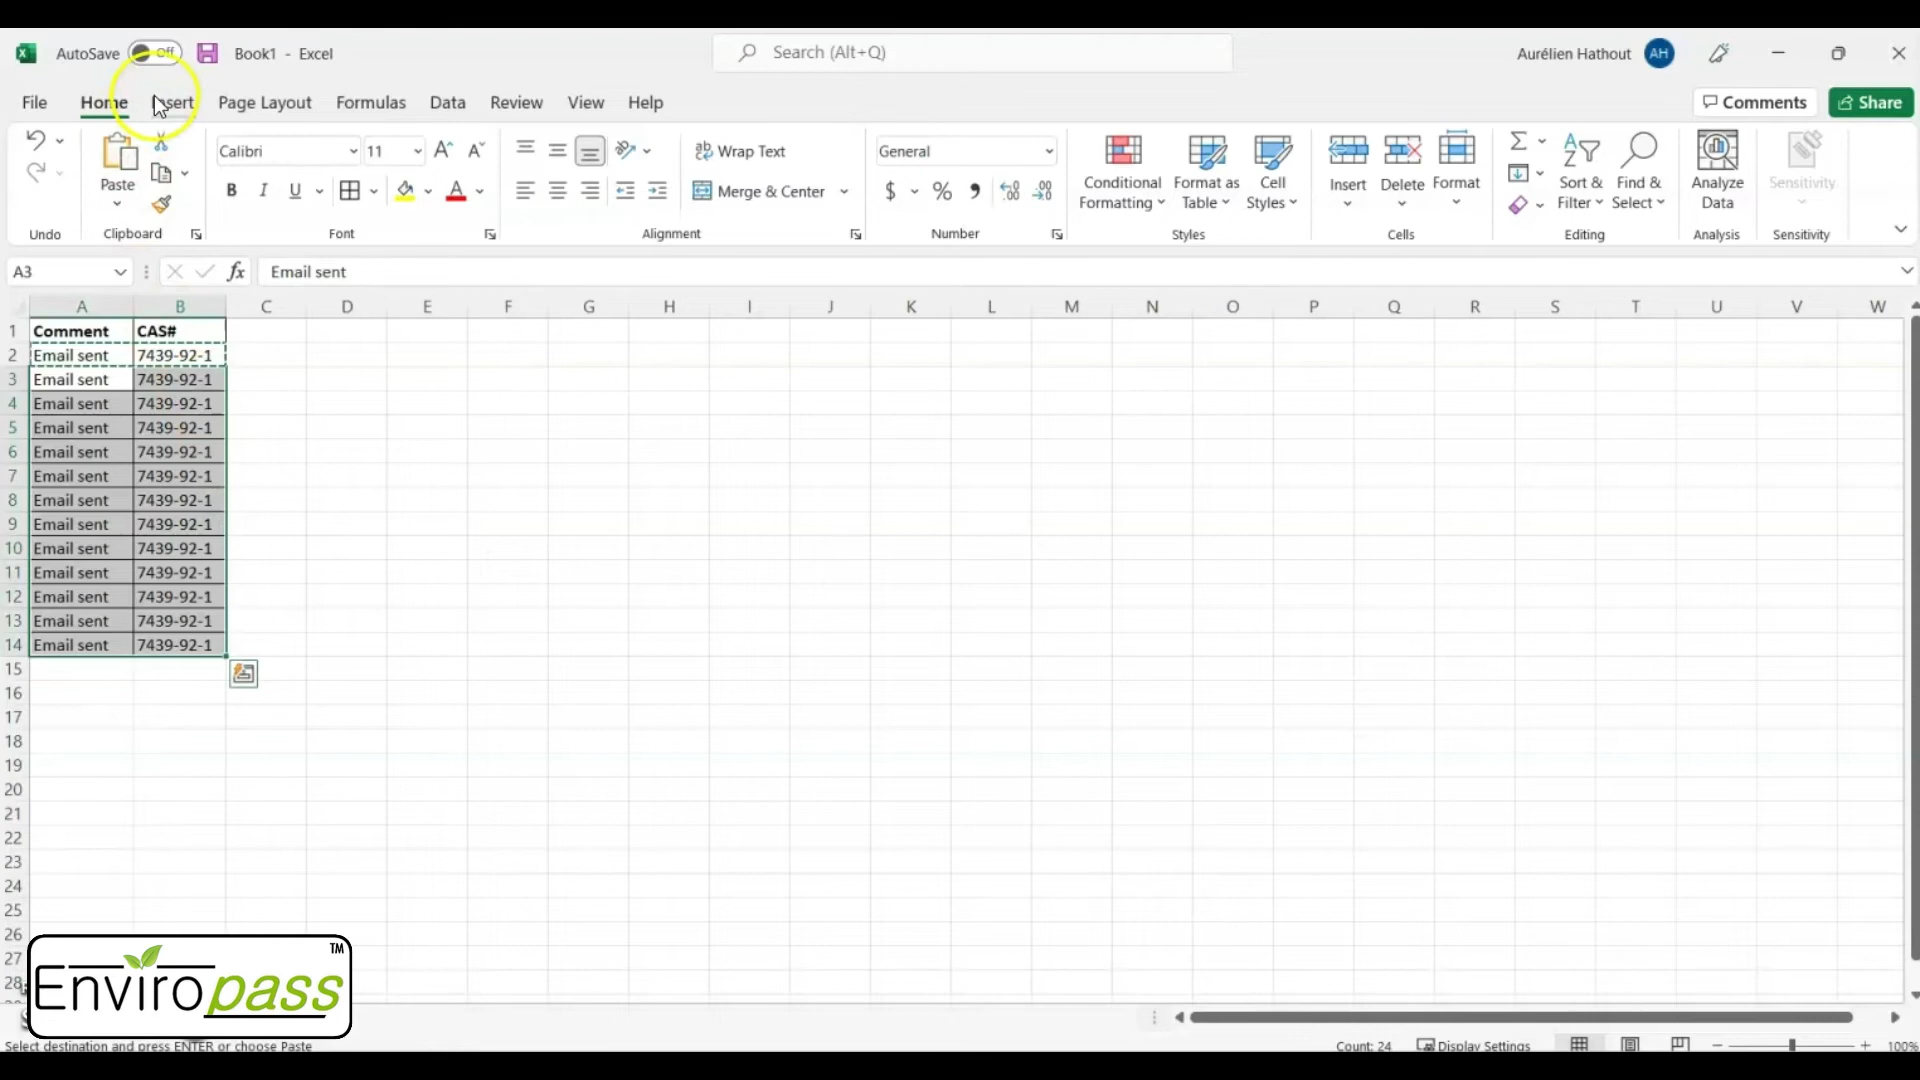 AutoSave Off Book1 - Excel Search (Alt+Q) Aurélien Hathout AH
File Home Insert Page Layout Formulas Data Review View Help Comments Share
Calibri 11 Wrap Text General
Paste B I U Merge & Center $ % Conditional Formatting Format as Table Cell Styles Insert Delete Format Sort & Filter Find & Select Analyze Data Sensitivity
Undo Clipboard Font Alignment Number Styles Cells Editing Analysis Sensitivity
A3 fx Email sent
A B C D E F G H I J K L M N O P Q R S T U V W
1 Comment CAS#
2 Email sent 7439-92-1
3 Email sent 7439-92-1
4 Email sent 7439-92-1
5 Email sent 7439-92-1
6 Email sent 7439-92-1
7 Email sent 7439-92-1
8 Email sent 7439-92-1
9 Email sent 7439-92-1
10 Email sent 7439-92-1
11 Email sent 7439-92-1
12 Email sent 7439-92-1
13 Email sent 7439-92-1
14 Email sent 7439-92-1
15
16
17
18
19
20
21
22
23
24
25
26
27
28
Enviropass TM
Select destination and press ENTER or choose Paste Count: 24 Display Settings 100%